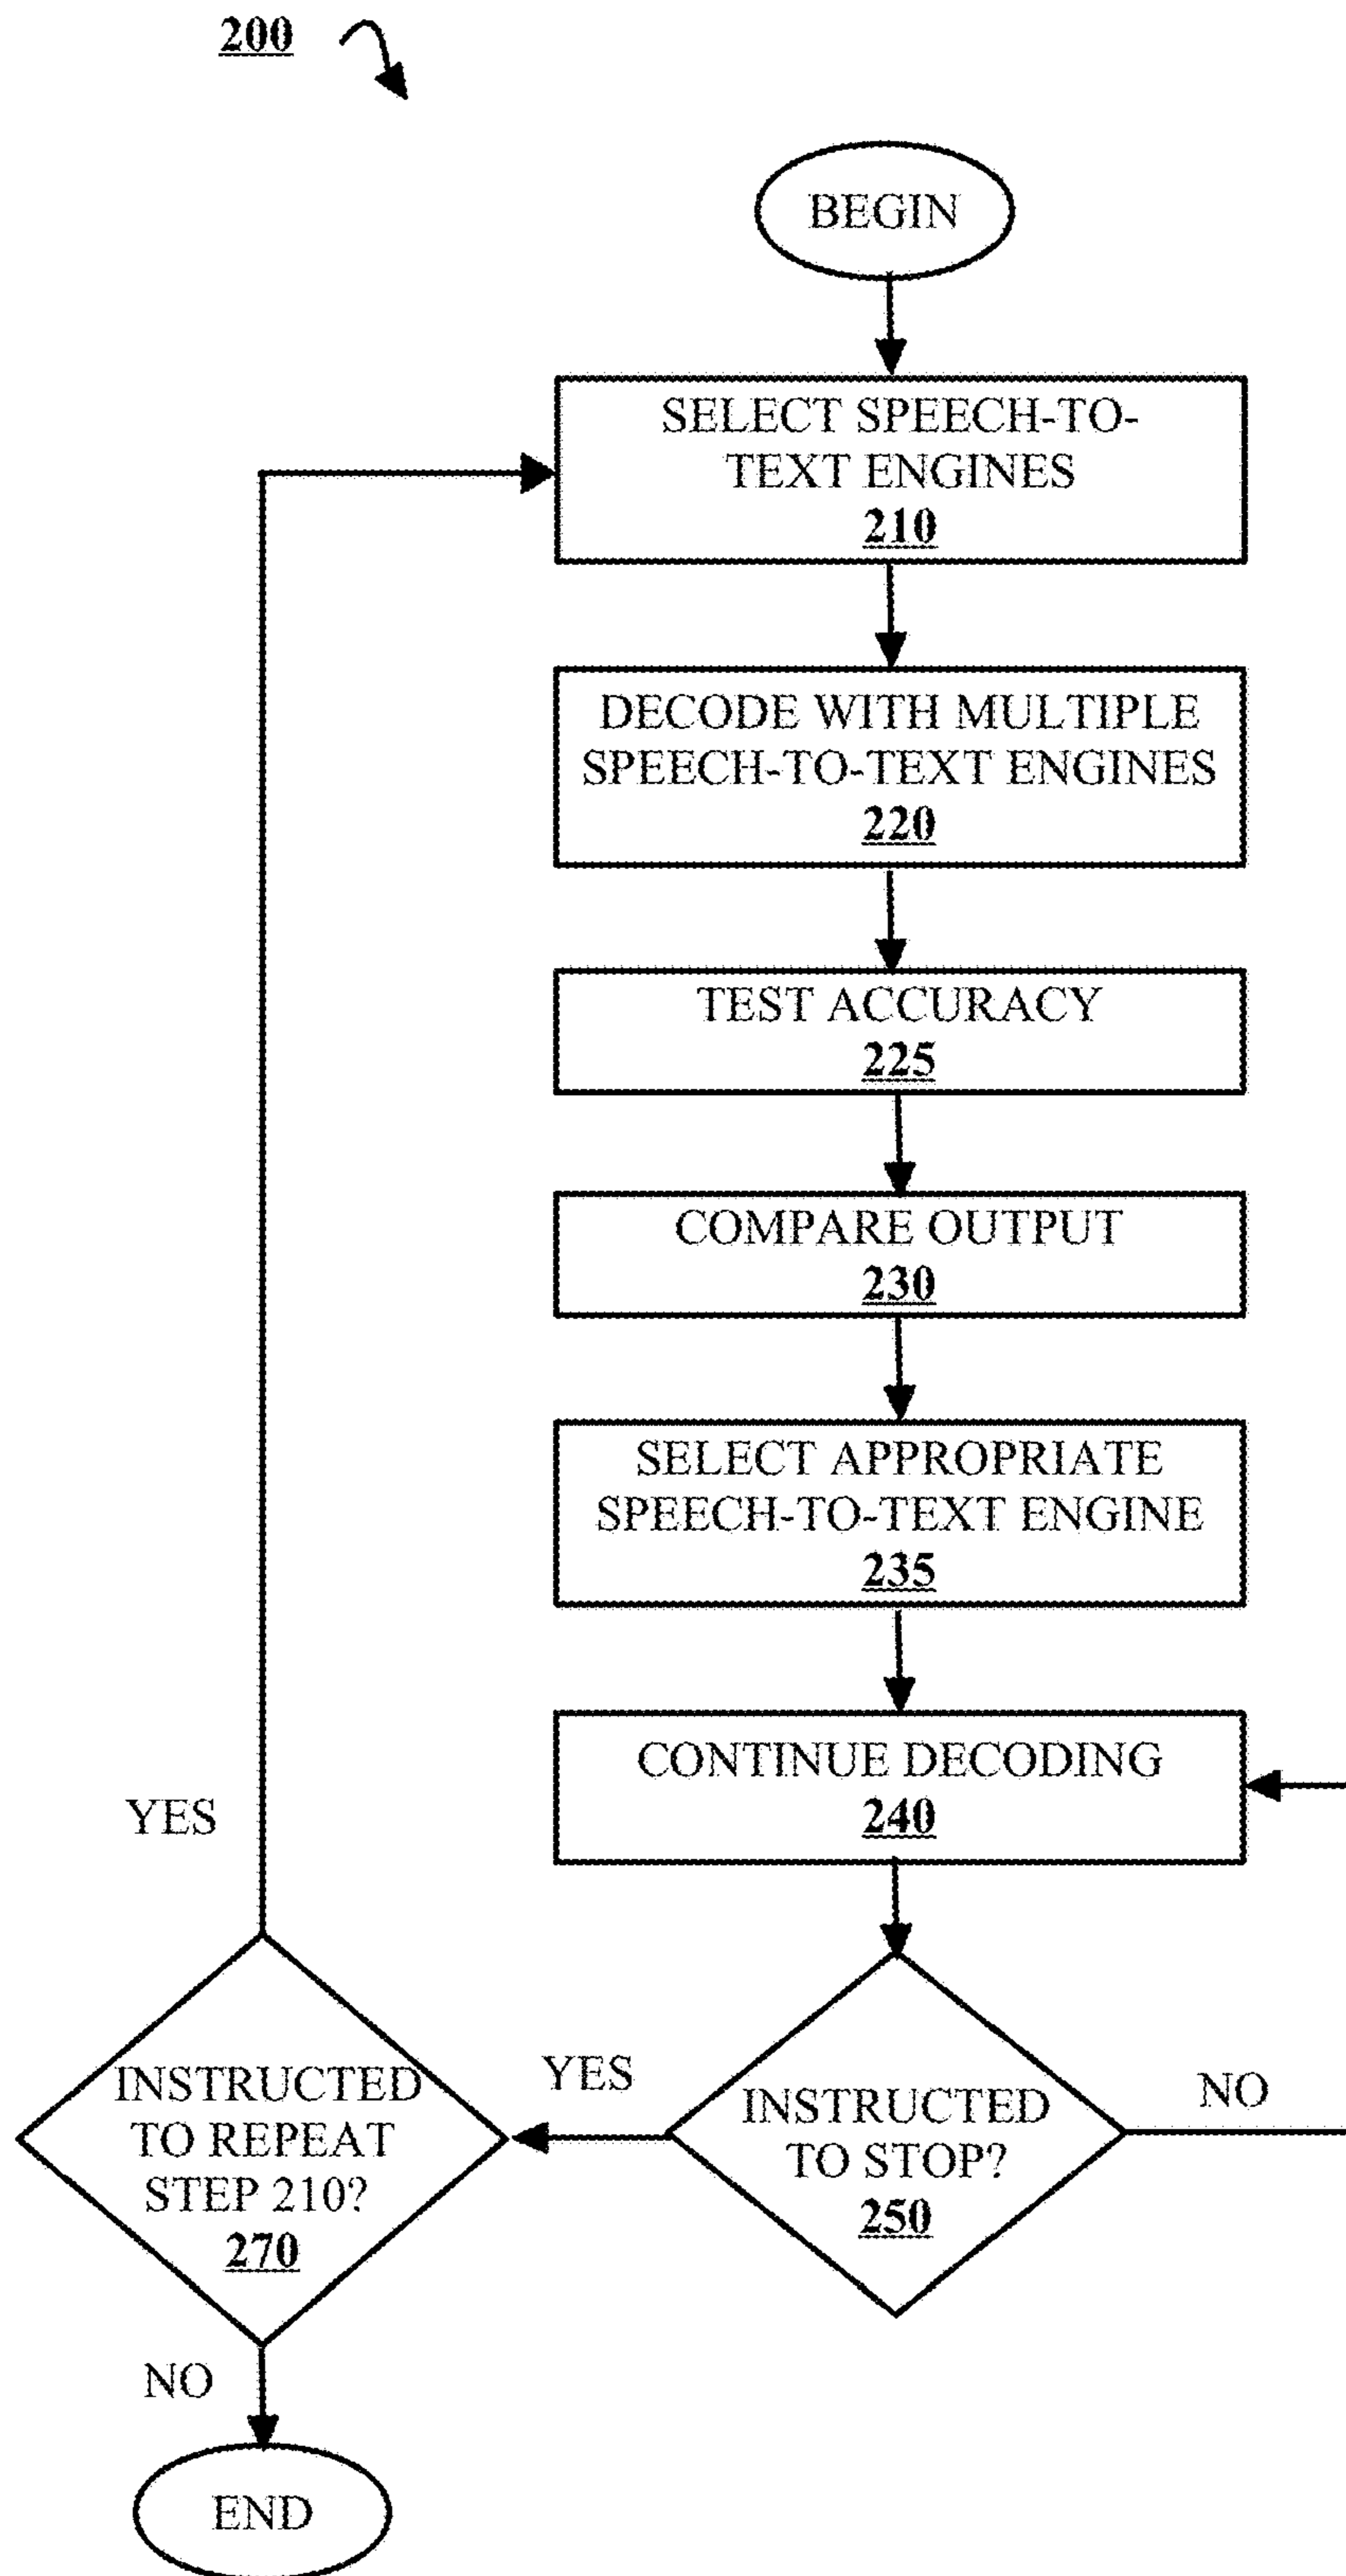 200
BEGIN
SELECT SPEECH-TO-
TEXT ENGINES
210
DECODE WITH MULTIPLE
SPEECH-TO-TEXT ENGINES
220
TEST ACCURACY
225
COMPARE OUTPUT
230
SELECT APPROPRIATE
SPEECH-TO-TEXT ENGINE
235
CONTINUE DECODING
240
YES
INSTRUCTED
TO STOP?
250
NO
YES
INSTRUCTED
TO REPEAT
STEP 210?
270
NO
END